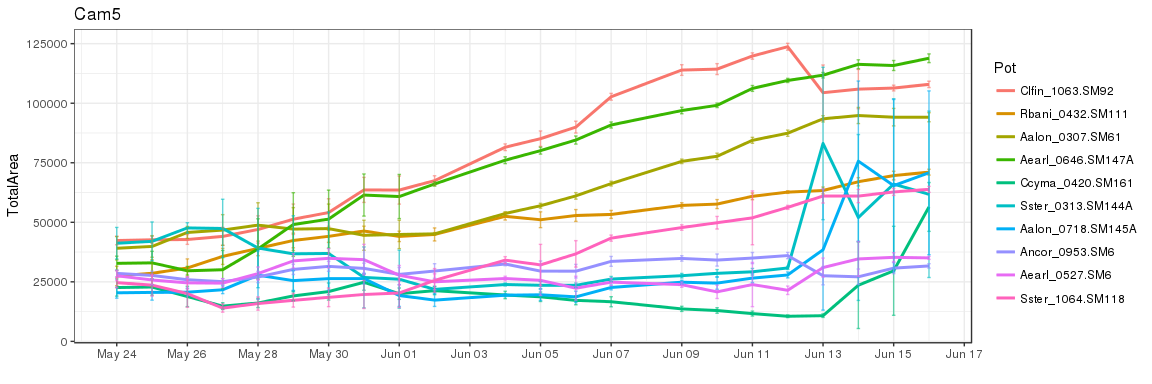 Cam5
TotalArea
125000
100000
75000
50000
25000
0
May 24 May 26 May 28 May 30 Jun 01 Jun 03 Jun 05 Jun 07 Jun 09 Jun 11 Jun 13 Jun 15 Jun 17
Pot
Clfin_1063.SM92
Rbani_0432.SM111
Aalon_0307.SM61
Aearl_0646.SM147A
Ccyma_0420.SM161
Sster_0313.SM144A
Aalon_0718.SM145A
Ancor_0953.SM6
Aearl_0527.SM6
Sster_1064.SM118